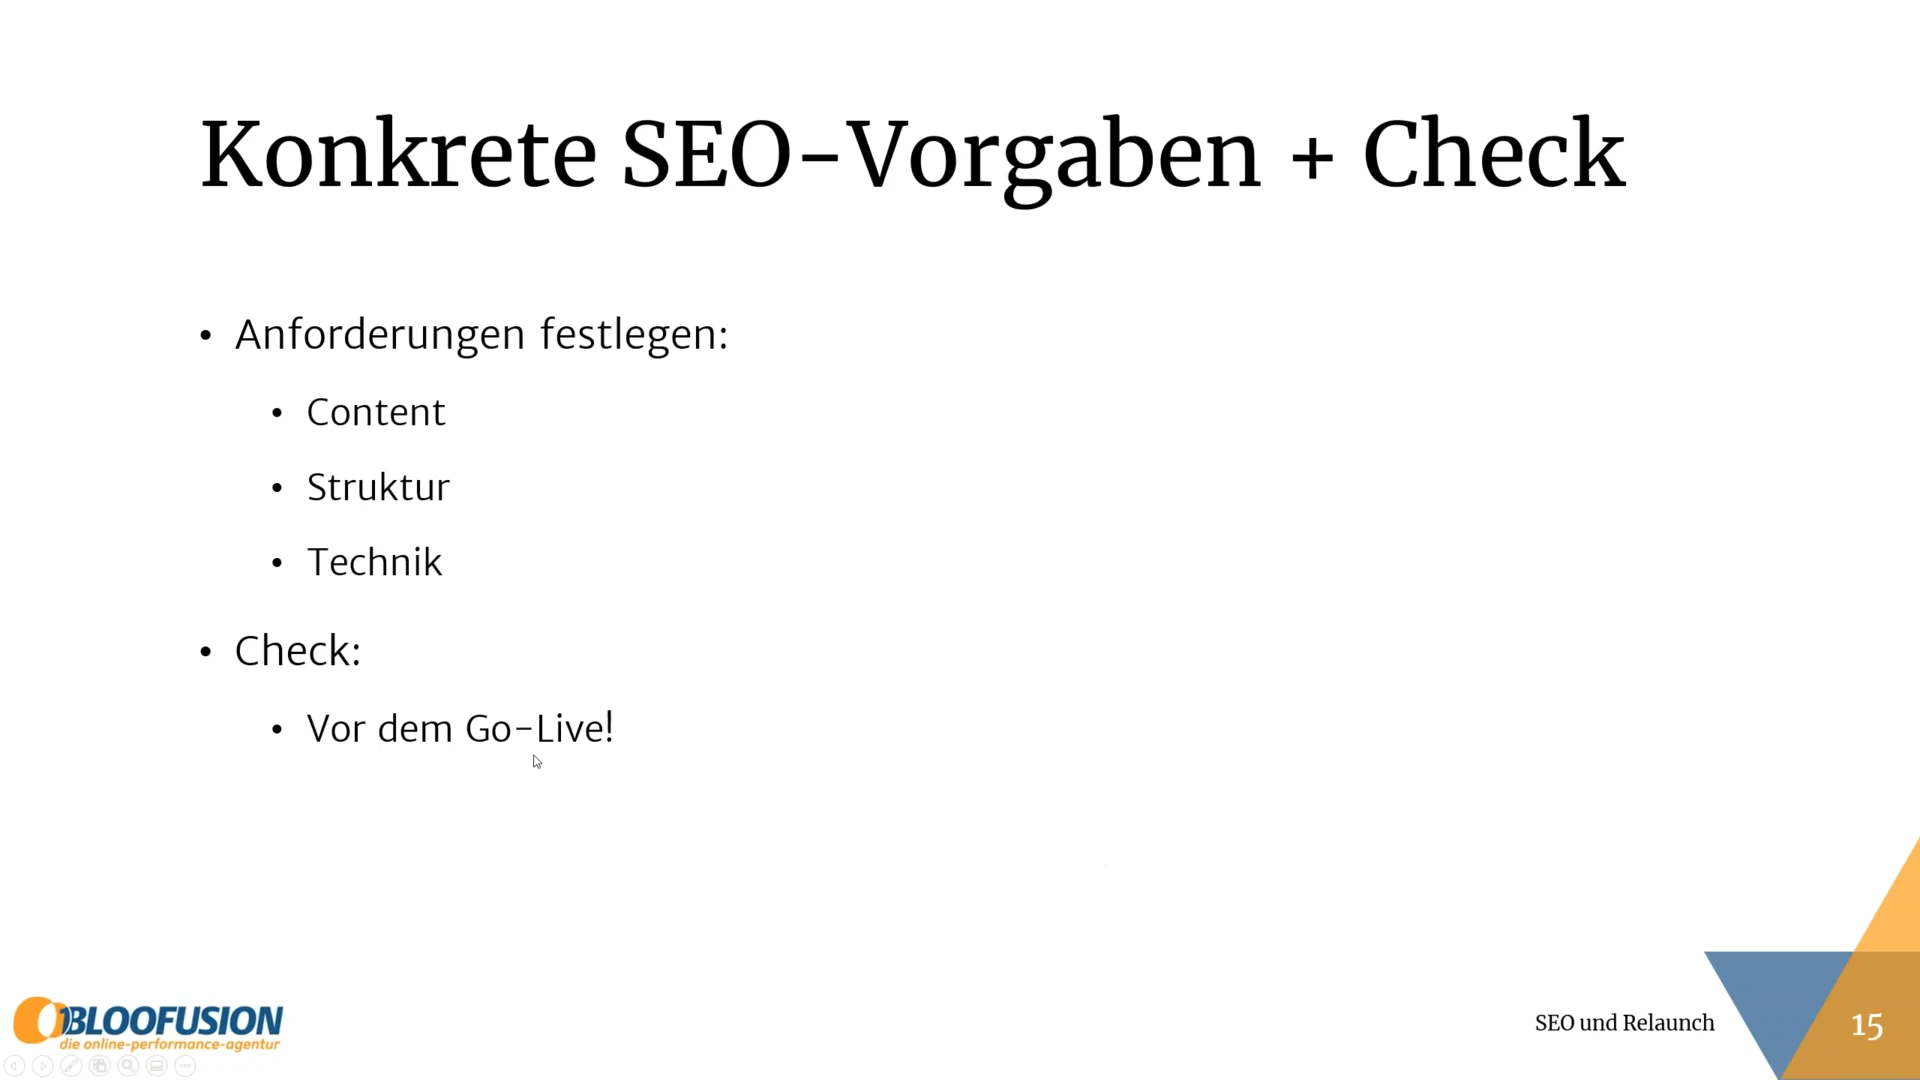 Konkrete SEO-Vorgaben + Check
• Anforderungen festlegen:
• Content
• Struktur
• Technik
• Check:
• Vor dem Go-Live!
BLOOFUSION
die online-performance-agentur
SEO und Relaunch
15